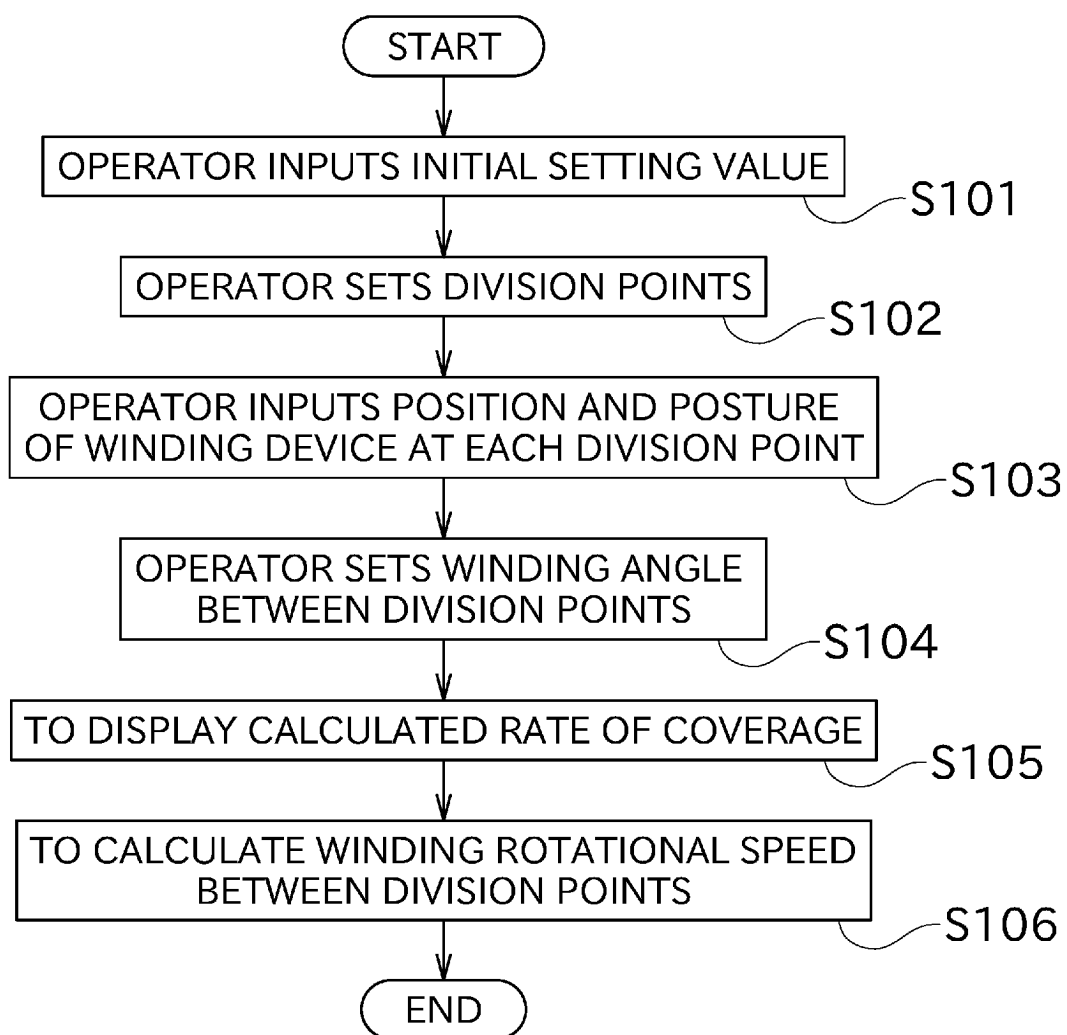 START
OPERATOR INPUTS INITIAL SETTING VALUE
S101
OPERATOR SETS DIVISION POINTS
S102
OPERATOR INPUTS POSITION AND POSTURE
OF WINDING DEVICE AT EACH DIVISION POINT
S103
OPERATOR SETS WINDING ANGLE
BETWEEN DIVISION POINTS
S104
TO DISPLAY CALCULATED RATE OF COVERAGE
S105
TO CALCULATE WINDING ROTATIONAL SPEED
BETWEEN DIVISION POINTS
S106
END